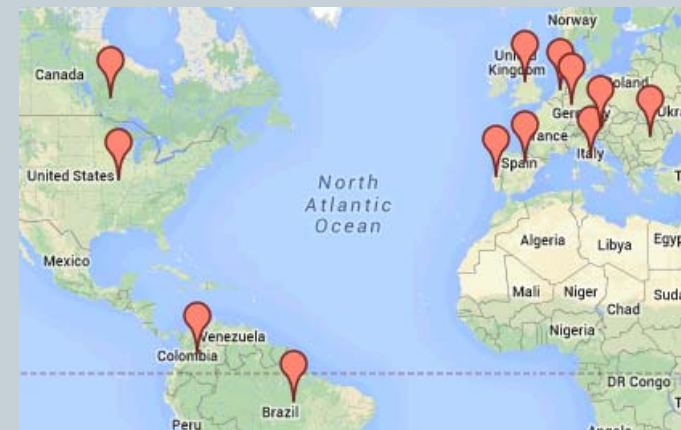 Norway
United
Kingdom
Canada
Poland
Germany
Ukra
France
Italy
Spain
United States
T
North
Atlantic
Ocean
Algeria
Libya
Egyp
Mexico
Mali
Niger
Suda
Chad
Nigeria
Venezuela
Colombia
DR Congo
Brazil
T
Peru
Angola